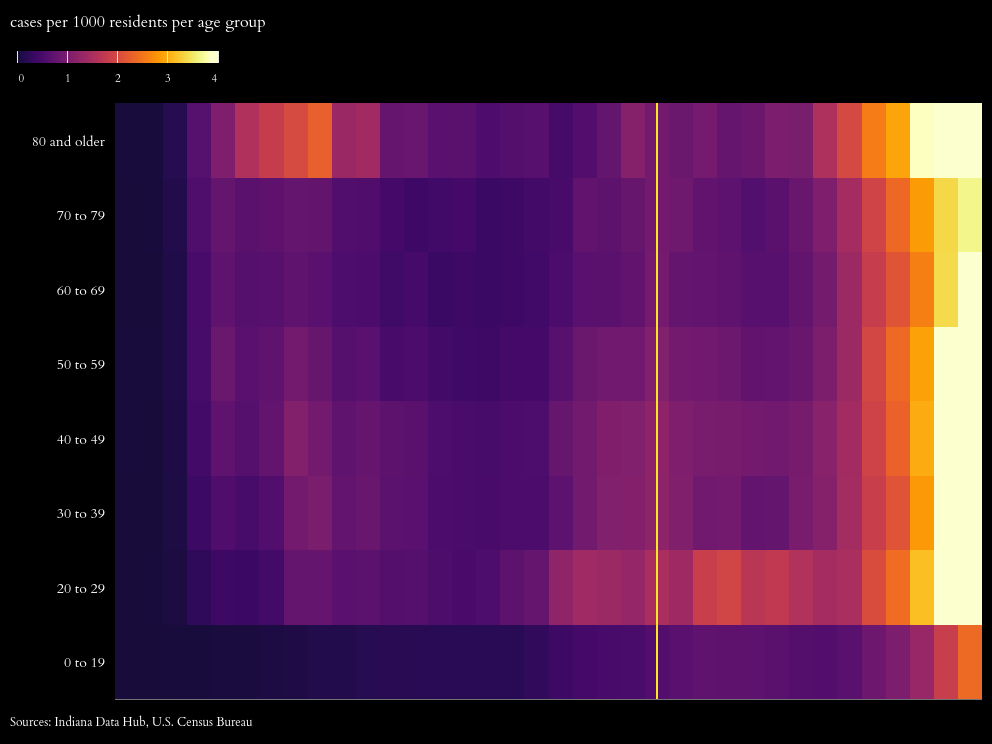 cases per 1000 residents per age group
0 1 2 3 4
80 and older
70 to 79
60 to 69
50 to 59
40 to 49
30 to 39
20 to 29
0 to 19
Sources: Indiana Data Hub, U.S. Census Bureau